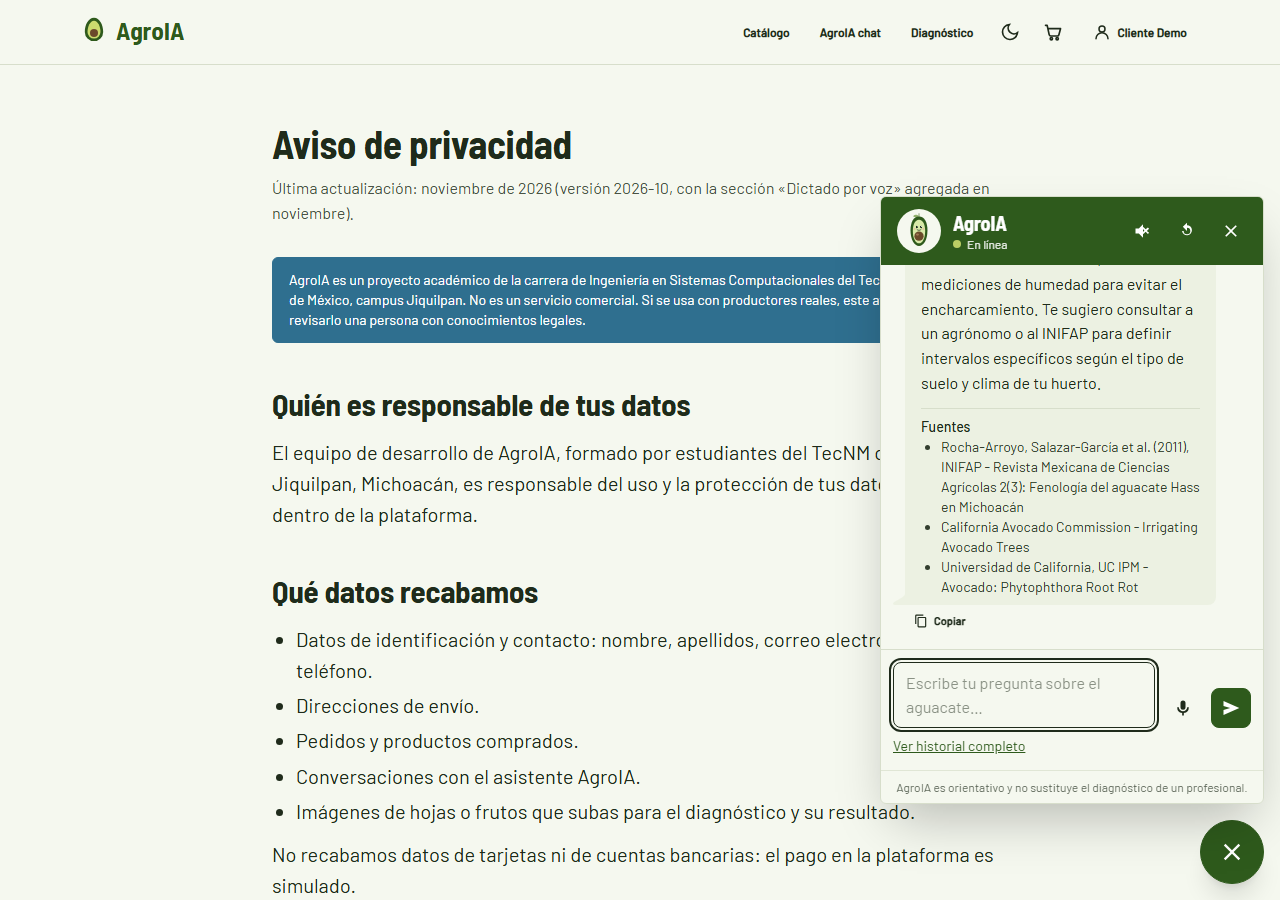 AgroIA
Catálogo
AgroIA chat
Diagnóstico
Cliente Demo
Aviso de privacidad
Última actualización: noviembre de 2026 (versión 2026-10, con la sección «Dictado por voz» agregada en
noviembre).
AgroIA es un proyecto académico de la carrera de Ingeniería en Sistemas Computacionales del
de México, campus Jiquilpan. No es un servicio comercial. Si se usa con productores reales, este
revisarlo una persona con conocimientos legales.
Quién es responsable de tus datos
El equipo de desarrollo de AgroIA, formado por estudiantes del TecNM
Jiquilpan, Michoacán, es responsable del uso y la protección de tus
dentro de la plataforma.
Qué datos recabamos
• Datos de identificación y contacto: nombre, apellidos, correo
teléfono.
• Direcciones de envío.
• Pedidos y productos comprados.
• Conversaciones con el asistente AgroIA.
• Imágenes de hojas o frutos que subas para el diagnóstico y su resultado.
No recabamos datos de tarjetas ni de cuentas bancarias: el pago en la plataforma es
simulado.
AgroIA
En línea
mediciones de humedad para evitar el
encharcamiento. Te sugiero consultar a
un agrónomo o al INIFAP para definir
intervalos específicos según el tipo de
suelo y clima de tu huerto.
Fuentes
• Rocha-Arroyo, Salazar-García et al. (2011),
INIFAP - Revista Mexicana de Ciencias
Agrícolas 2(3): Fenología del aguacate Hass
en Michoacán
• California Avocado Commission - Irrigating
Avocado Trees
• Universidad de California, UC IPM -
Avocado: Phytophthora Root Rot
Copiar
Escribe tu pregunta sobre el
aguacate...
Ver historial completo
AgroIA es orientativo y no sustituye el diagnóstico de un profesional.